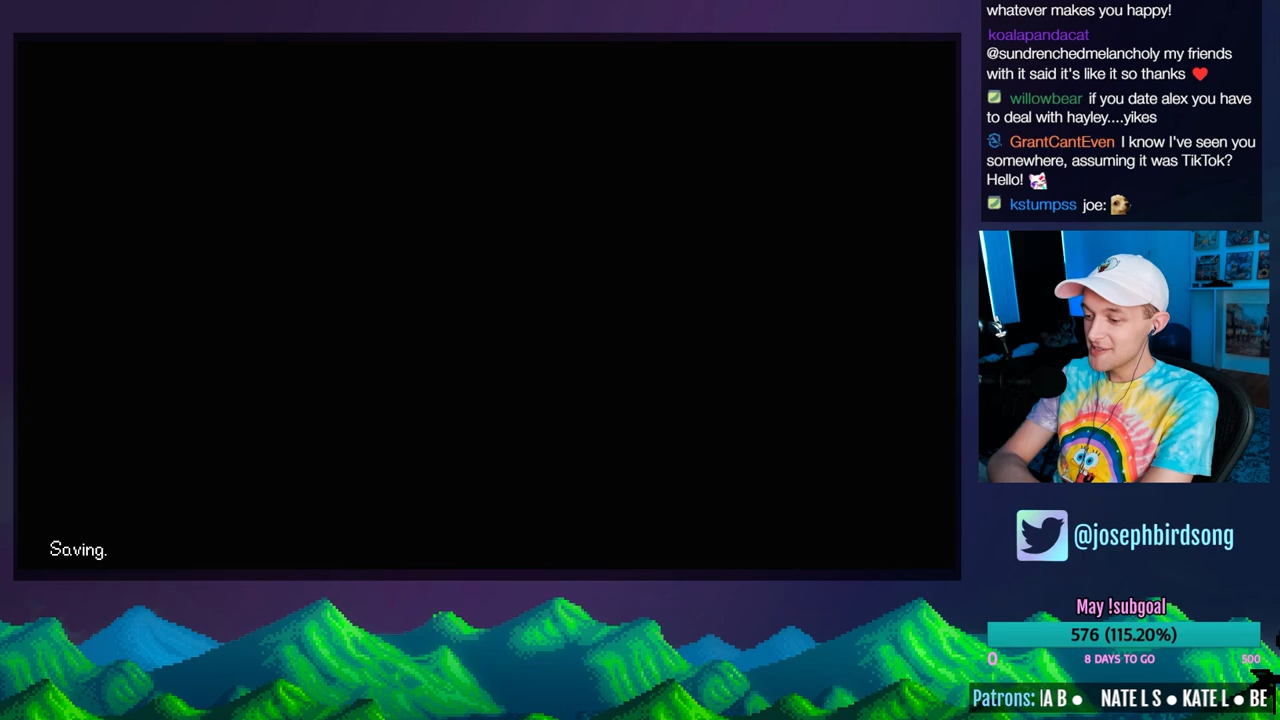 whatever makes you happy!
koalapandacat
@sundrenchedmelancholy my friends
with it said it's like it so thanks
willowbear if you date alex you have
to deal with hayley....yikes
GrantCantEven I know I've seen you
somewhere, assuming it was TikTok?
Hello!
kstumpss joe:
Saving.
@josephbirdsong
May !subgoal
576 (115.20%)
0 8 DAYS TO GO 500
Patrons: IA B ● NATE L S ● KATE L ● BE